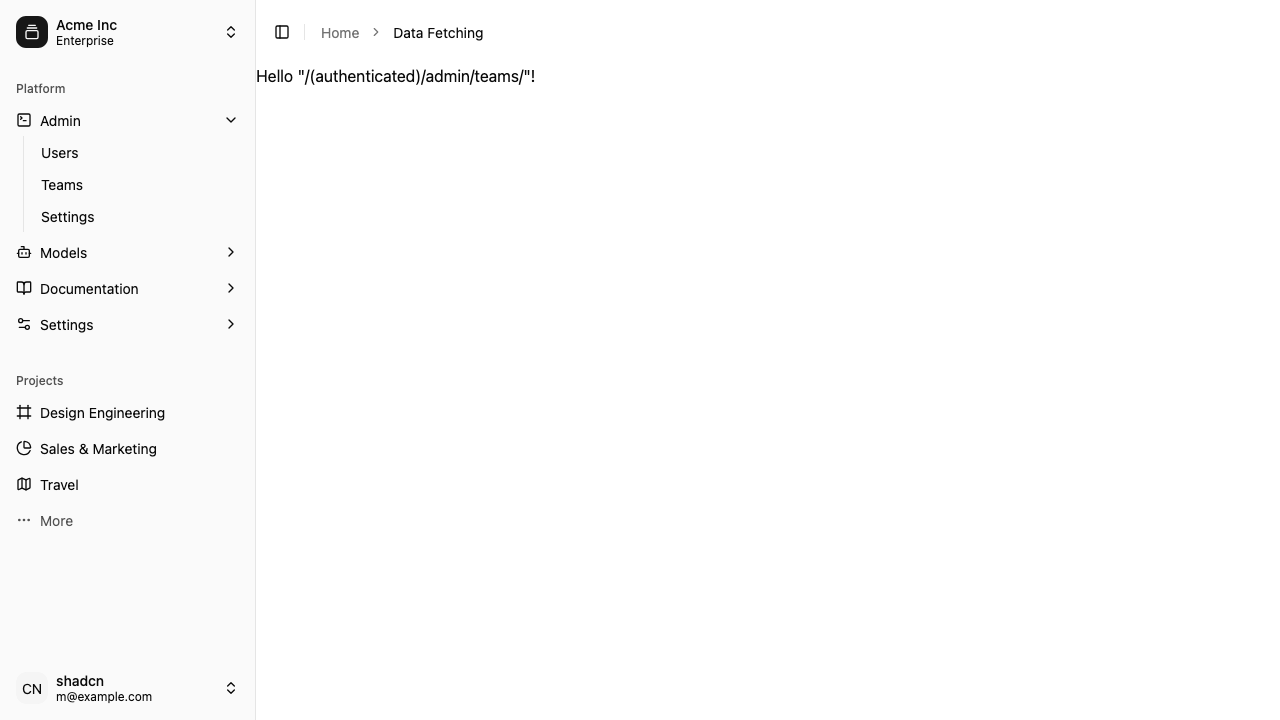 Acme Inc
Enterprise
Platform
Admin
Users
Teams
Settings
Models
Documentation
Settings
Projects
Design Engineering
Sales & Marketing
Travel
More
CN
shadcn
m@example.com
Home
Data Fetching
Hello "/(authenticated)/admin/teams/"!